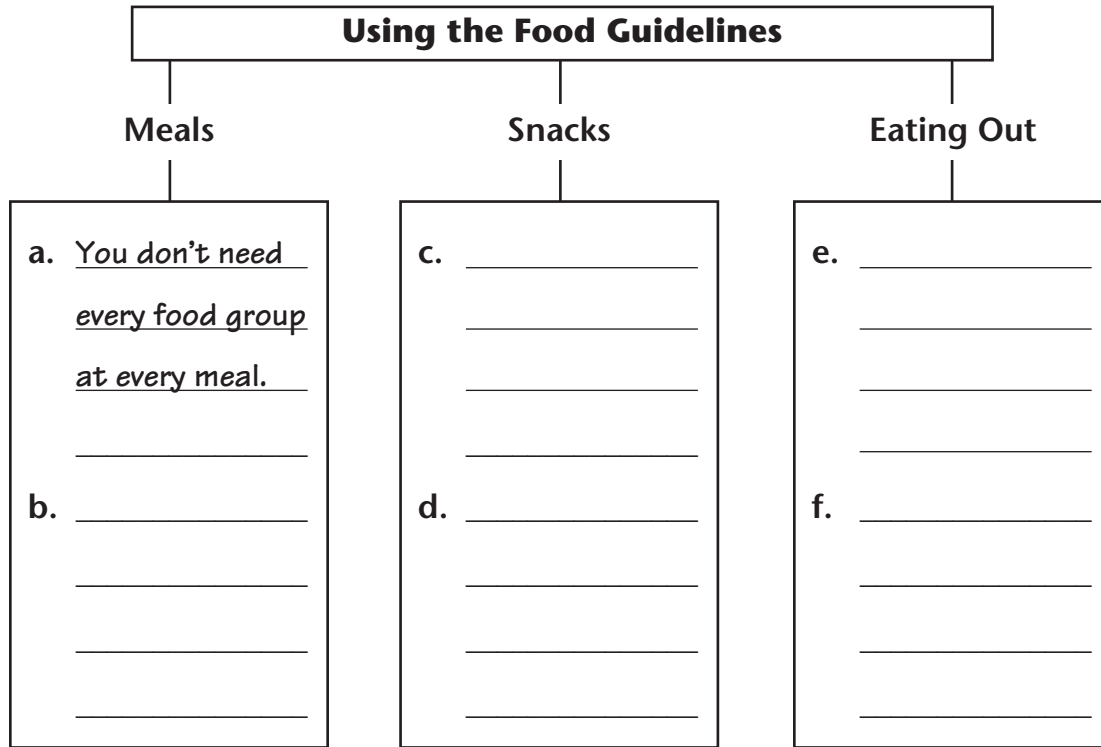 Using the Food Guidelines
Meals
Snacks
Eating Out
a. You don't need
every food group
at every meal.
b.
c.
d.
e.
f.